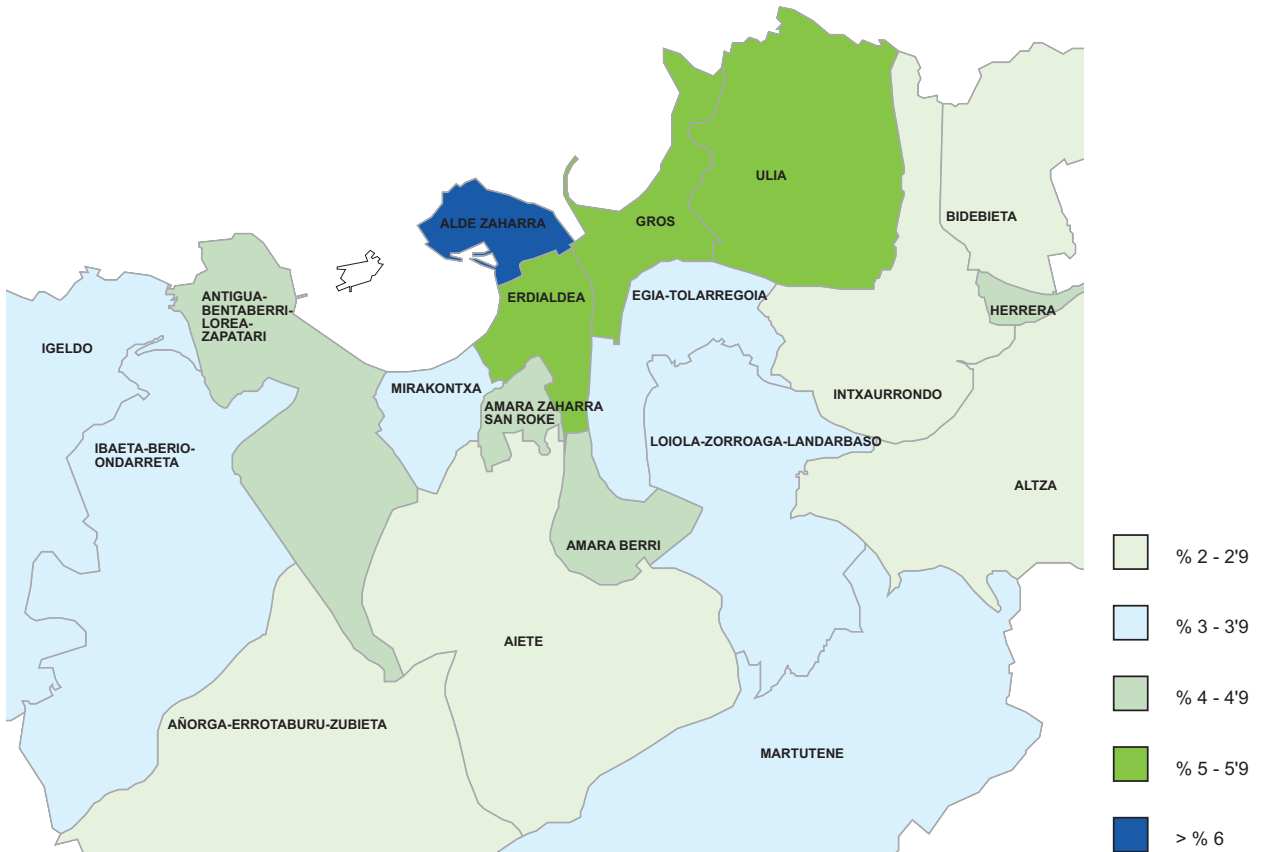 ULIA
BIDEBIETA
GROS
ALDE ZAHARRA
ERDIALDEA
EGIA-TOLARREGOIA
HERRERA
ANTIGUA-
BENTABERRI-
LOREA-
ZAPATARI
IGELDO
MIRAKONTXA
INTXAURRONDO
AMARA ZAHARRA
SAN ROKE
IBAETA-BERIO-
ONDARRETA
LOIOLA-ZORROAGA-LANDARBASO
ALTZA
AMARA BERRI
AIETE
AÑORGA-ERROTABURU-ZUBIETA
MARTUTENE
% 2 - 2'9
% 3 - 3'9
% 4 - 4'9
% 5 - 5'9
> % 6